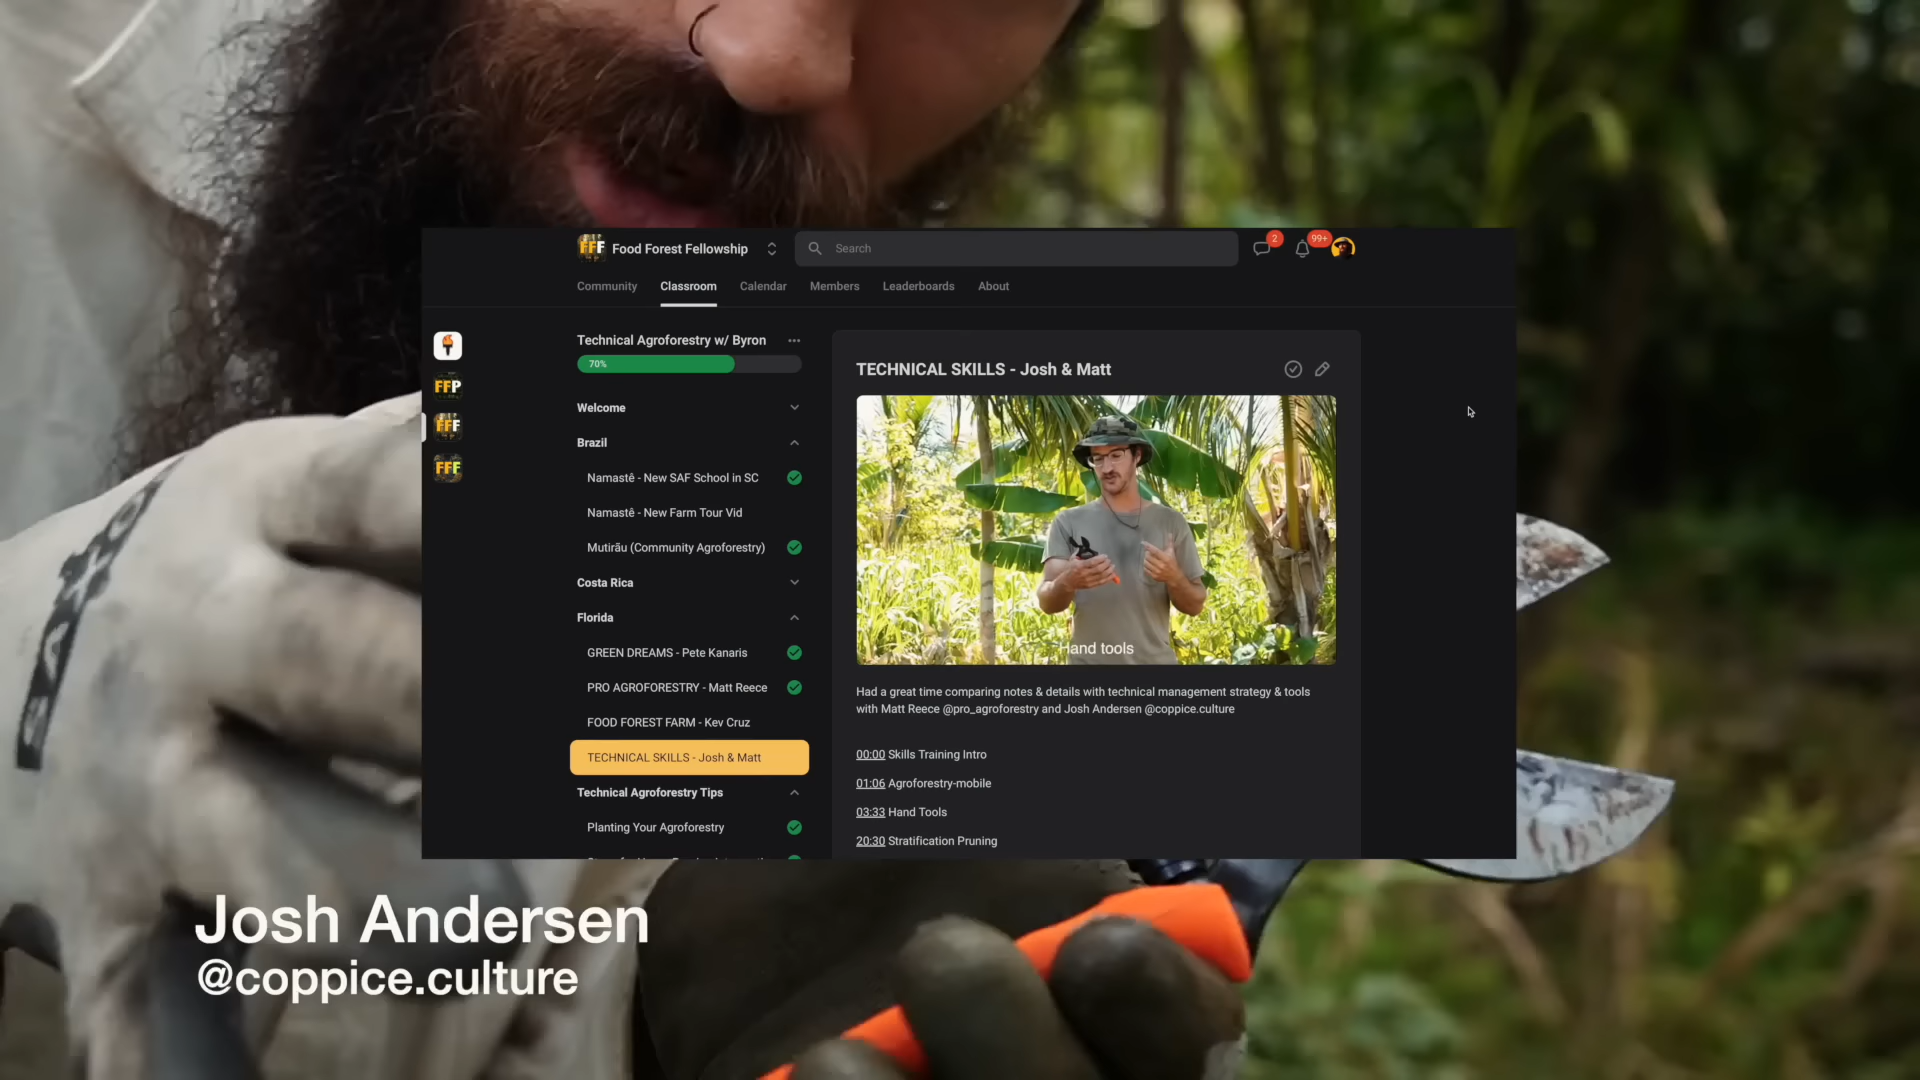 FFF Food Forest Fellowship
Search
2
99+
Community
Classroom
Calendar
Members
Leaderboards
About
FFP
FFF
FFF
Technical Agroforestry w/ Byron
70%
Welcome
Brazil
Namastê - New SAF School in SC
Namastê - New Farm Tour Vid
Mutirãu (Community Agroforestry)
Costa Rica
Florida
GREEN DREAMS - Pete Kanaris
PRO AGROFORESTRY - Matt Reece
FOOD FOREST FARM - Kev Cruz
TECHNICAL SKILLS - Josh & Matt
Technical Agroforestry Tips
Planting Your Agroforestry
TECHNICAL SKILLS - Josh & Matt
Hand tools
Had a great time comparing notes & details with technical management strategy & tools
with Matt Reece @pro_agroforestry and Josh Andersen @coppice.culture
00:00 Skills Training Intro
01:06 Agroforestry-mobile
03:33 Hand Tools
20:30 Stratification Pruning
Josh Andersen
@coppice.culture